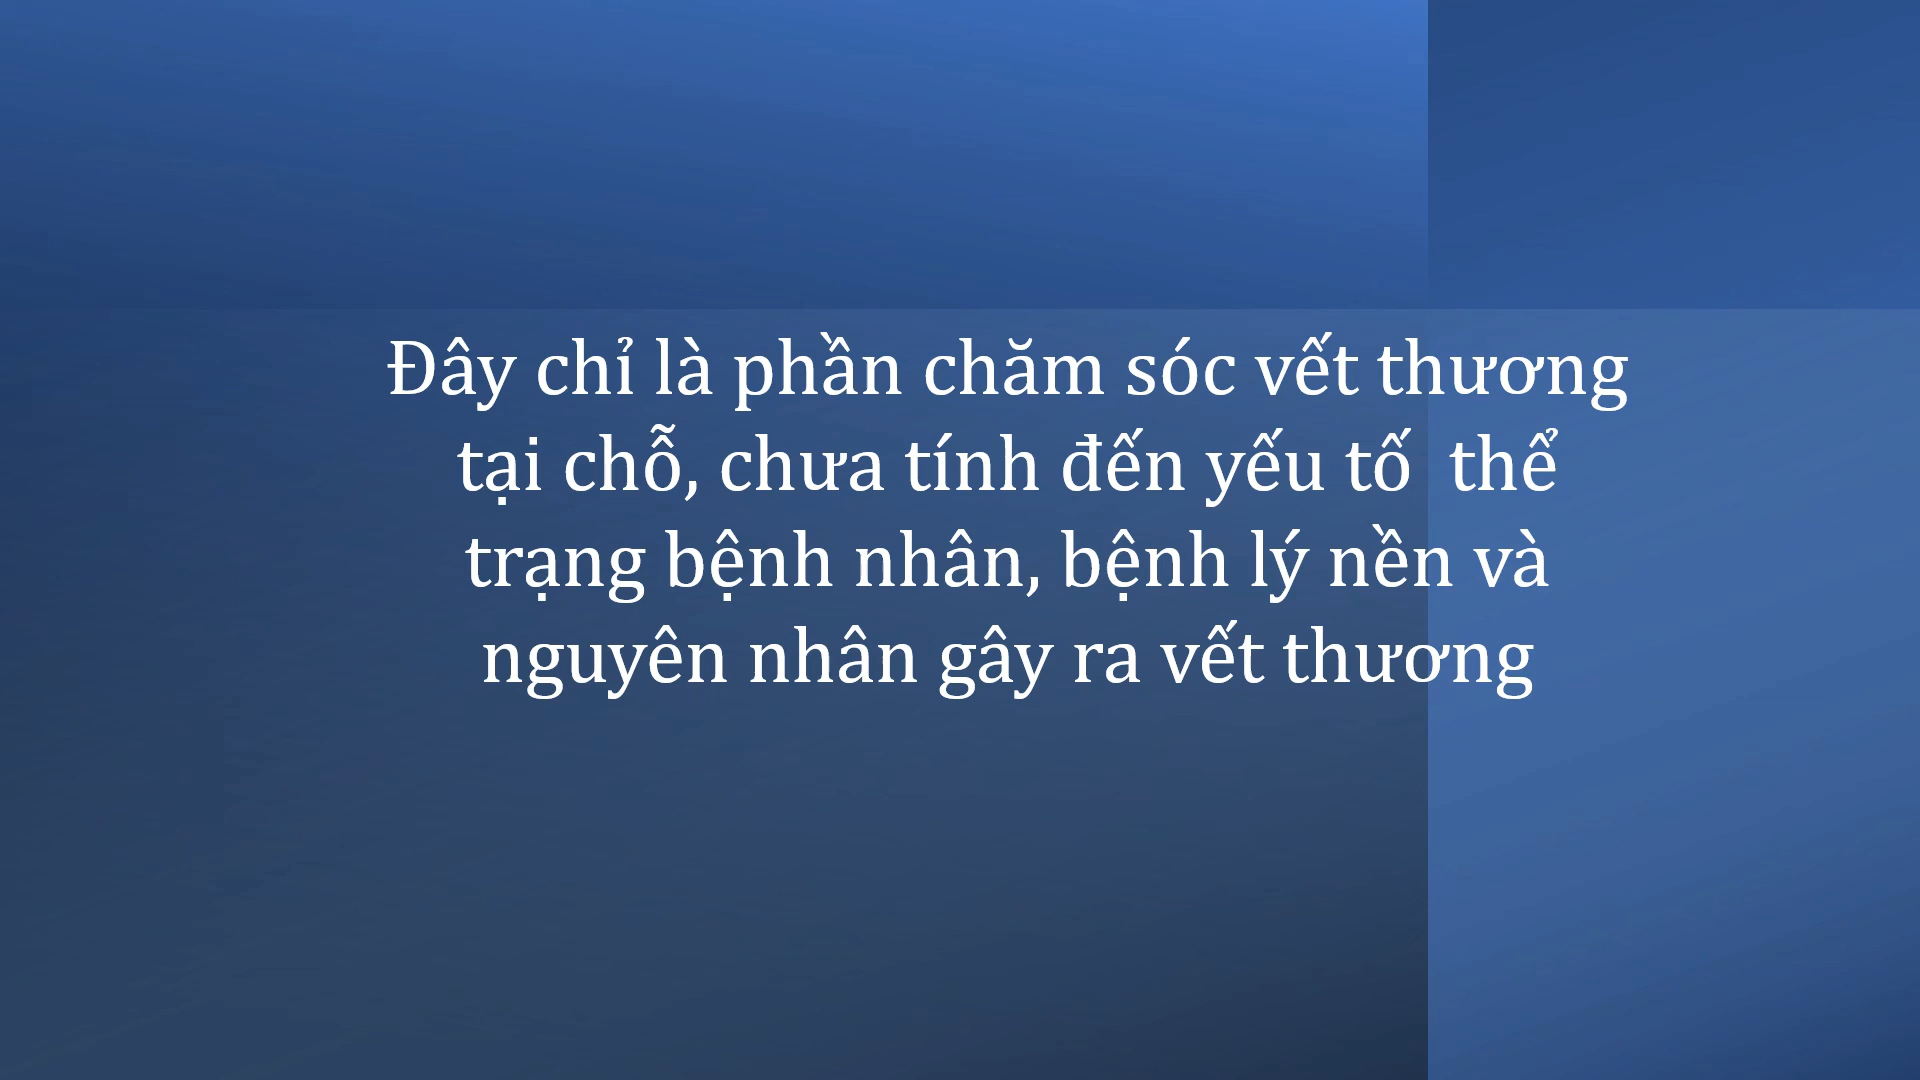 Đây chỉ là phần chăm sóc vết thương
tại chỗ, chưa tính đến yếu tố  thể
trạng bệnh nhân, bệnh lý nền và
nguyên nhân gây ra vết thương